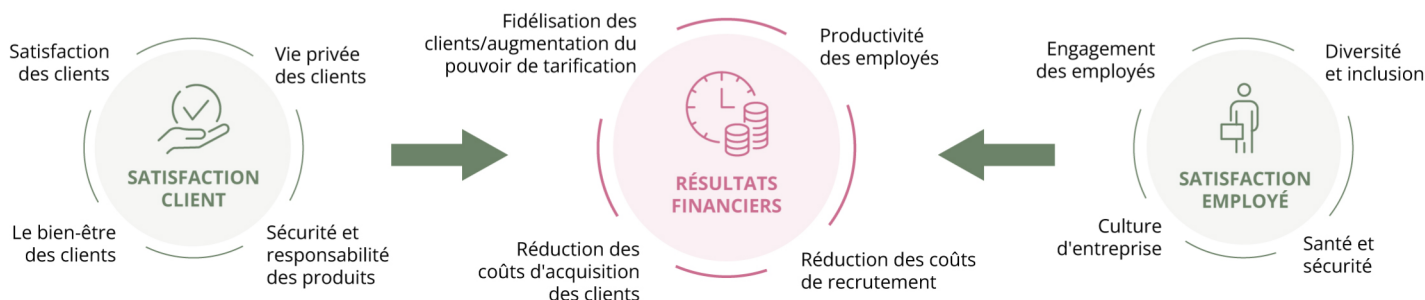 Satisfaction
des clients
Vie privée
des clients
SATISFACTION
CLIENT
Le bien-être
des clients
Sécurité et
responsabilité
des produits
Fidélisation des
clients/augmentation du
pouvoir de tarification
Productivité
des employés
RÉSULTATS
FINANCIERS
Réduction des
coûts d'acquisition
des clients
Réduction des coûts
de recrutement
Engagement
des employés
Diversité
et inclusion
SATISFACTION
EMPLOYÉ
Culture
d'entreprise
Santé et
sécurité